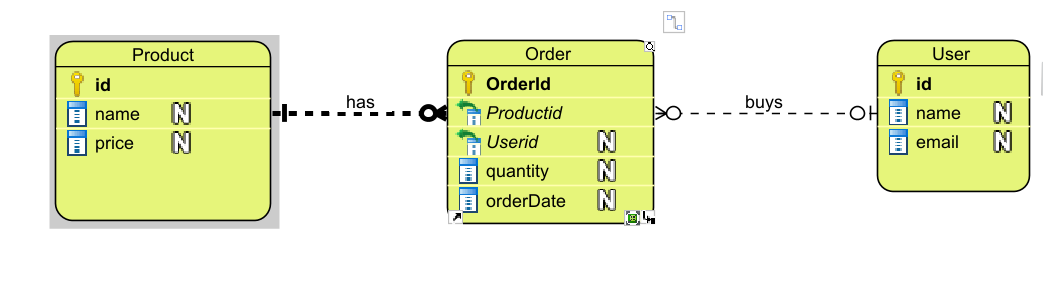 Product
id
name N
price N
has
Order
OrderId
Productid
Userid N
quantity N
orderDate N
buys
User
id
name N
email N